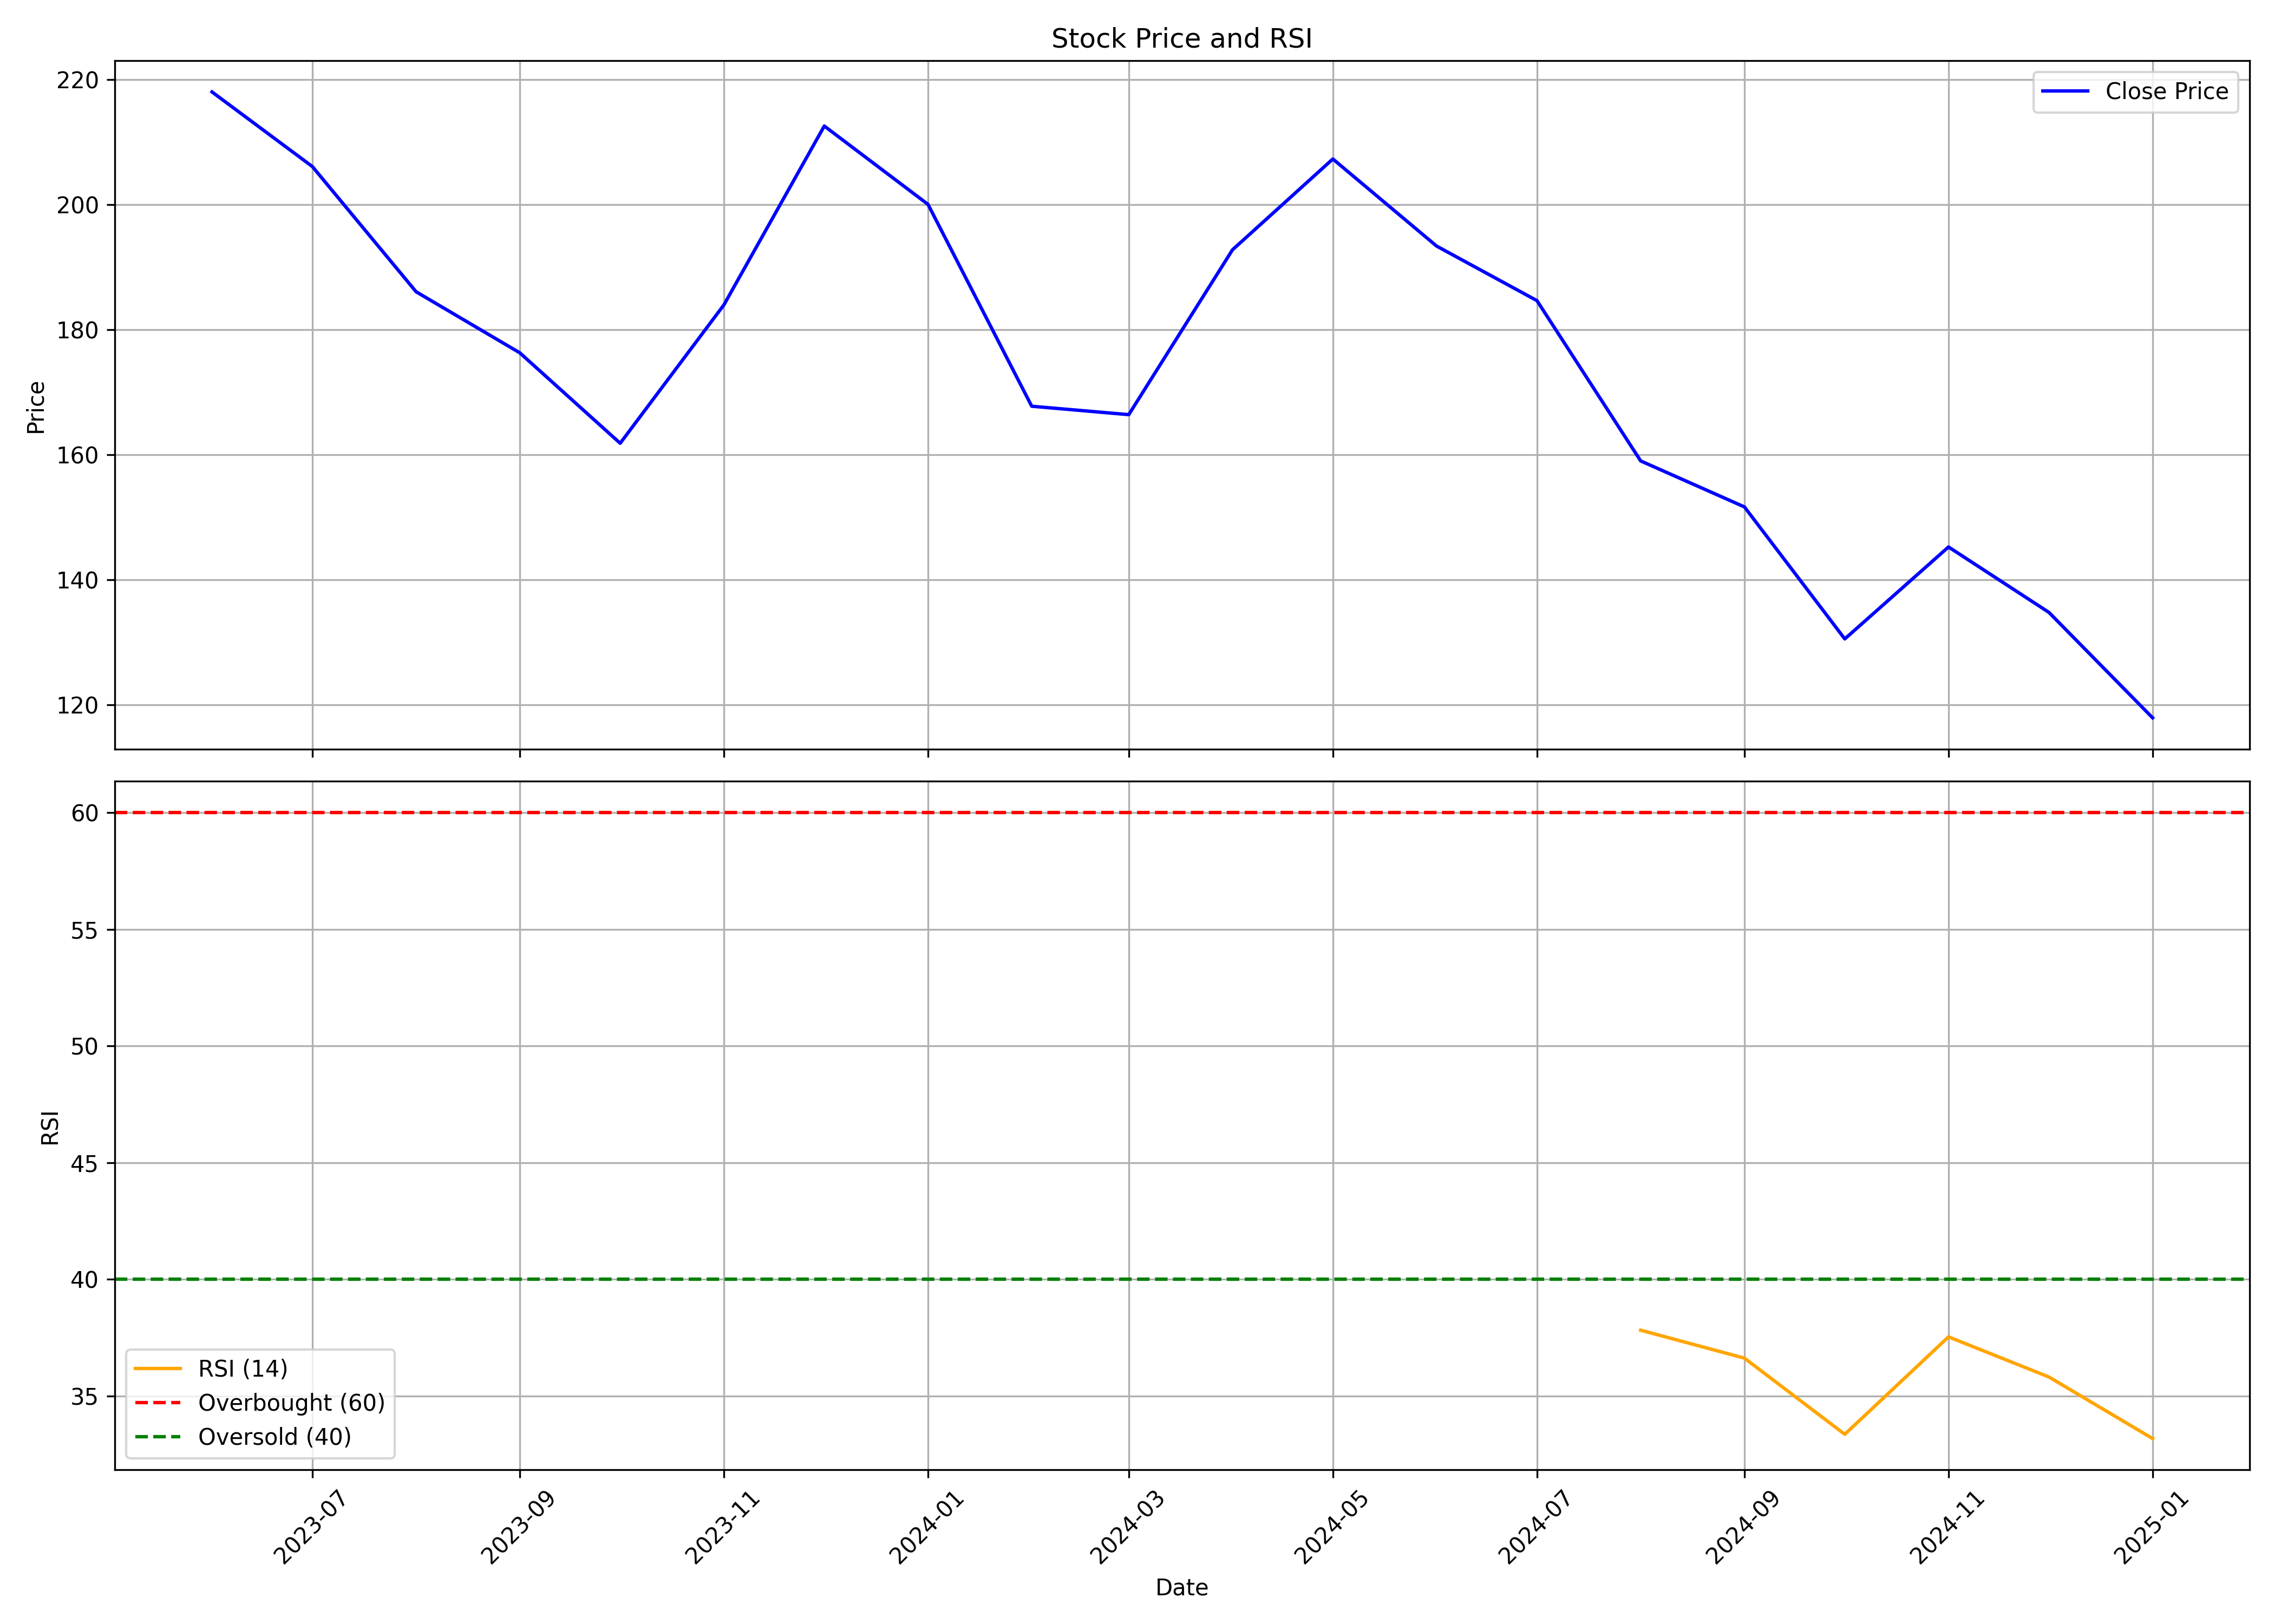 Stock Price and RSI
Close Price
Price
220
200
180
160
140
120
RSI
60
55
50
45
40
35
RSI (14)
Overbought (60)
Oversold (40)
2023-07
2023-09
2023-11
2024-01
2024-03
2024-05
2024-07
2024-09
2024-11
2025-01
Date